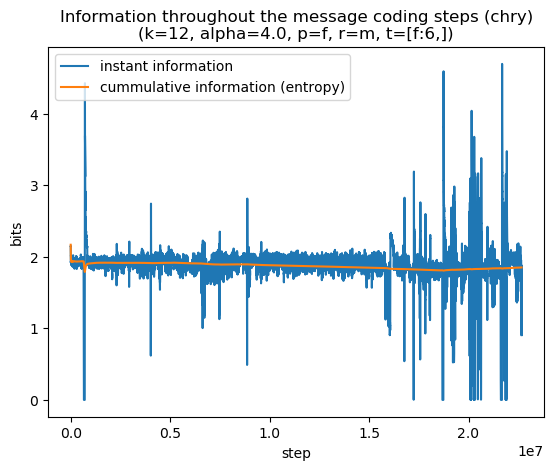 Information throughout the message coding steps (chry)
(k=12, alpha=4.0, p=f, r=m, t=[f:6,])
instant information
cummulative information (entropy)
4
3
2
1
0
bits
0.0 0.5 1.0 1.5 2.0
1e7
step